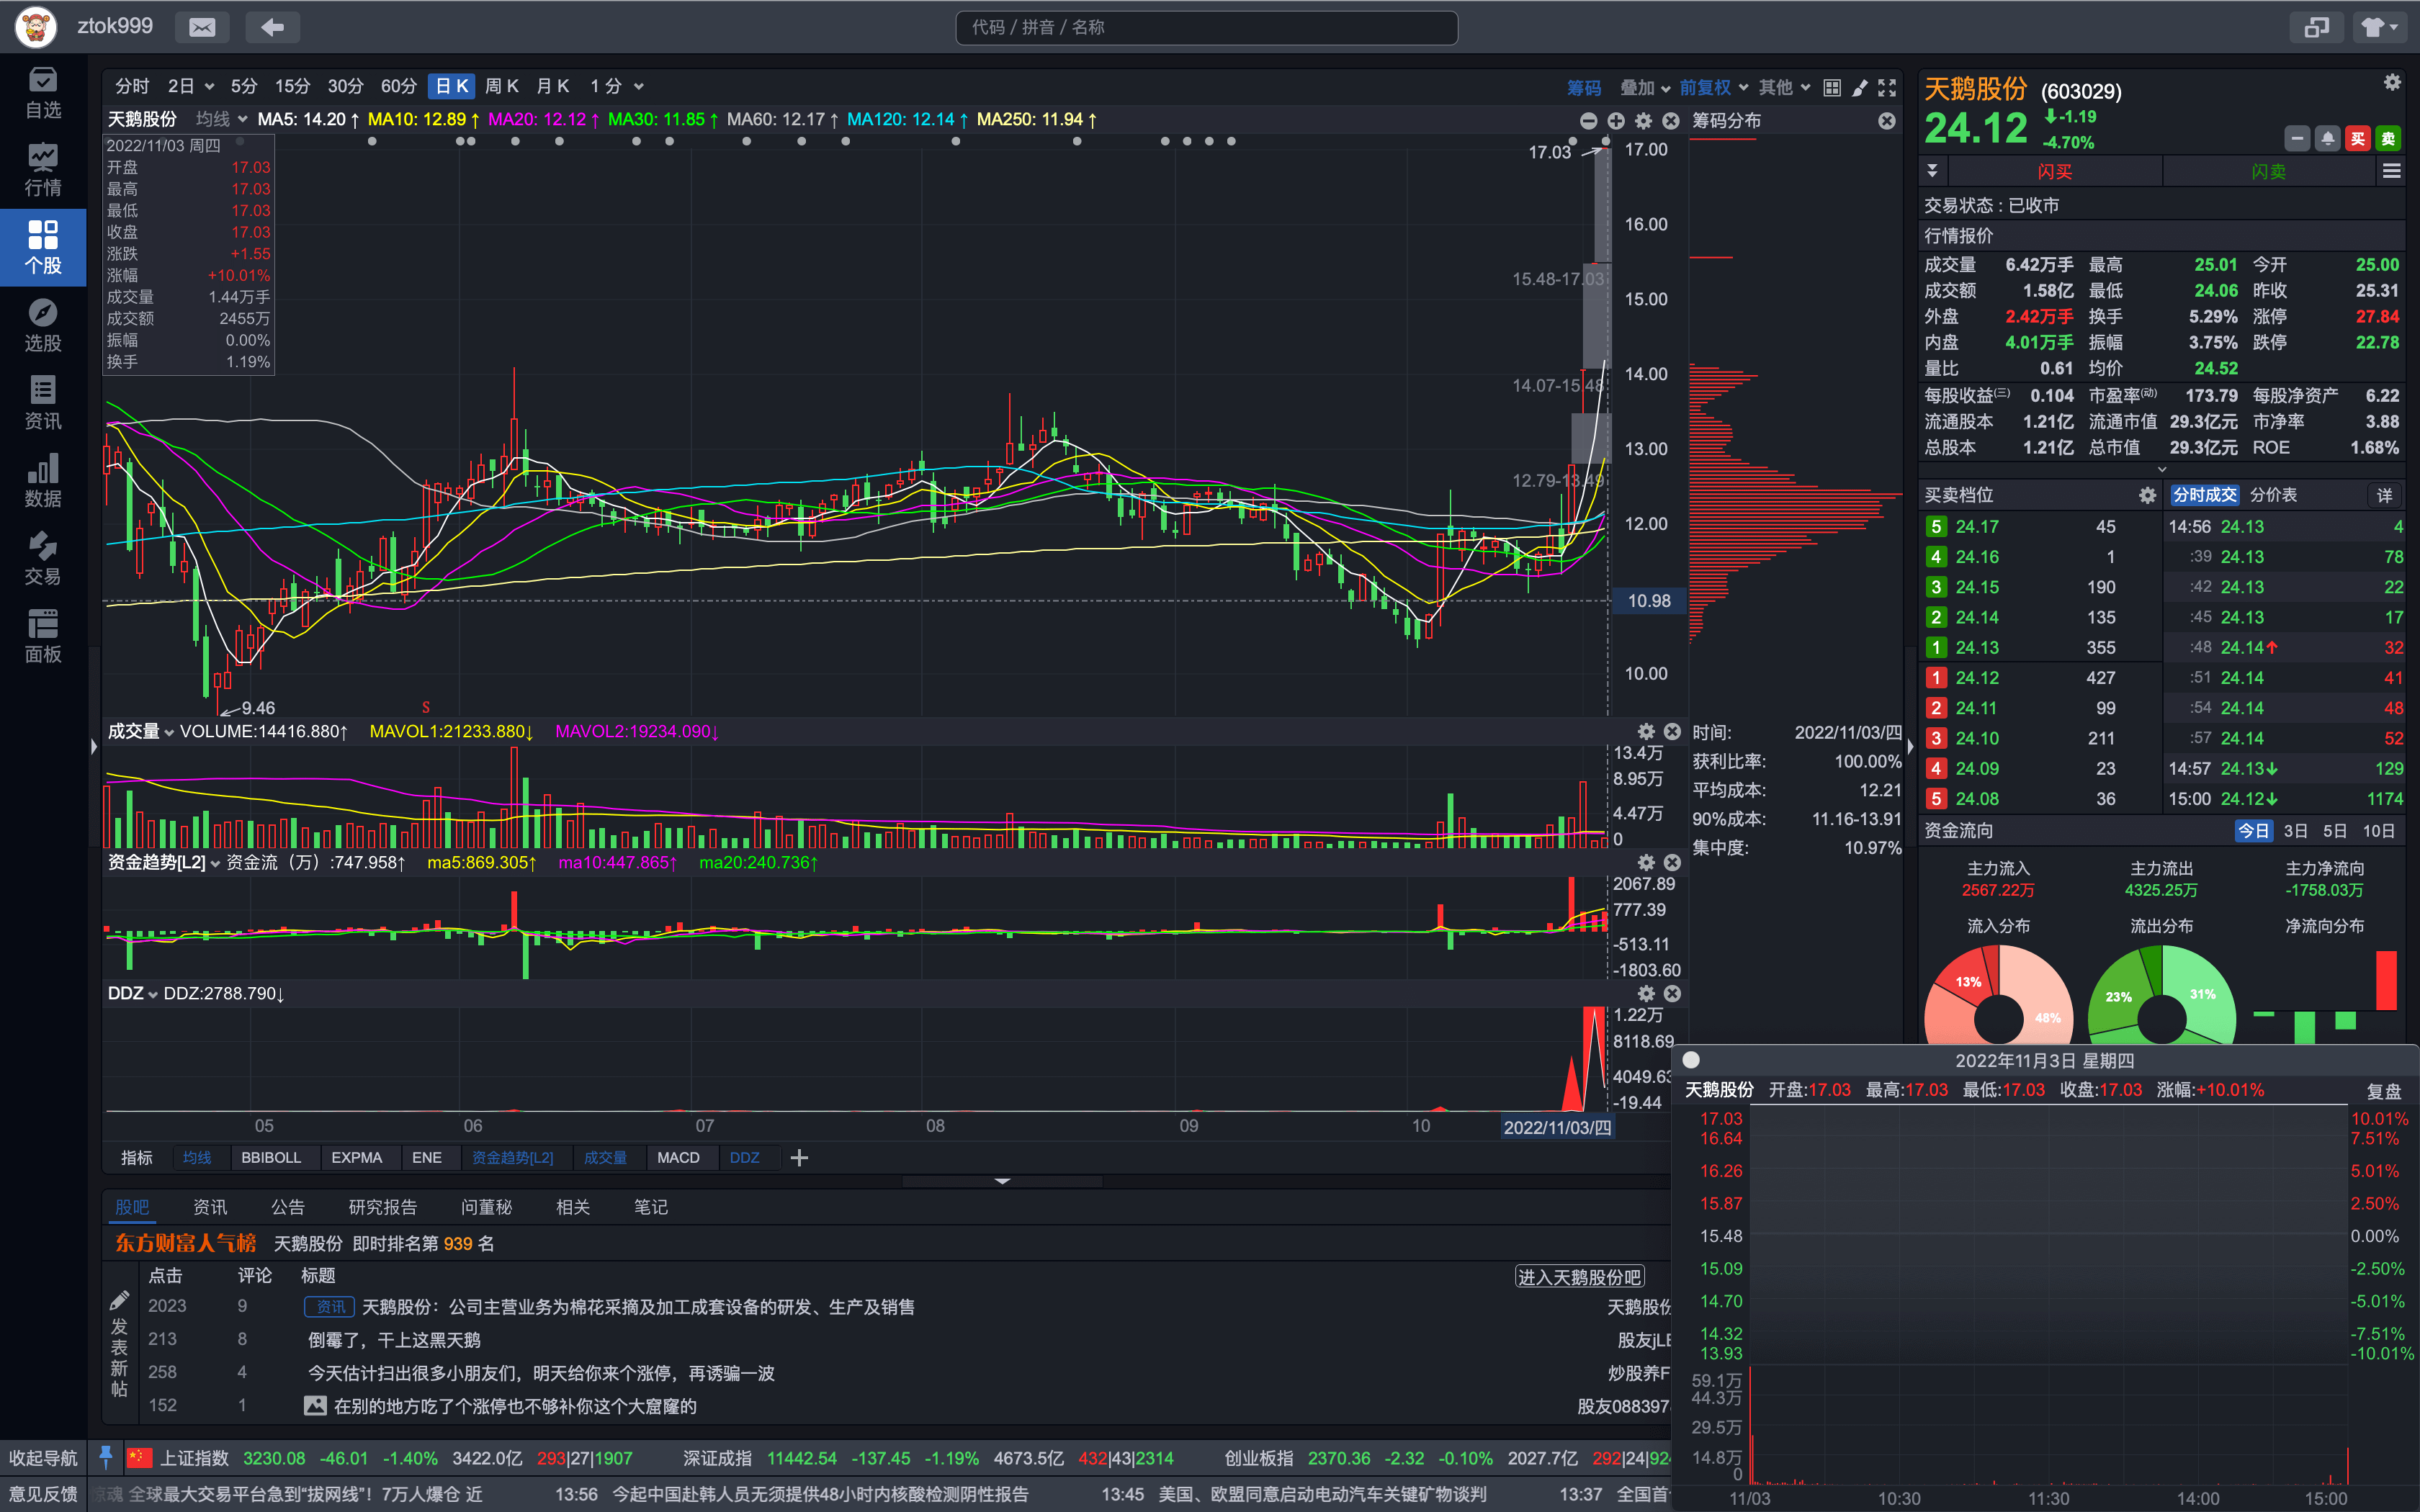 ztok999
代码 / 拼音 / 名称
自选
行情
个股
选股
资讯
数据
交易
面板
收起导航
意见反馈
分时 2日 5分 15分 30分 60分 日K 周K 月K 1分
筹码 叠加 前复权 其他
天鹅股份 均线 MA5: 14.20↑ MA10: 12.89↑ MA20: 12.12↑ MA30: 11.85↑ MA60: 12.17↑ MA120: 12.14↑ MA250: 11.94↑
筹码分布
2022/11/03 周四
开盘 17.03
最高 17.03
最低 17.03
收盘 17.03
涨跌 +1.55
涨幅 +10.01%
成交量 1.44万手
成交额 2455万
振幅 0.00%
换手 1.19%
17.03
15.48-17.03
14.07-15.48
12.79-13.49
9.46
S
17.00
16.00
15.00
14.00
13.00
12.00
10.98
10.00
成交量 VOLUME:14416.880↑ MAVOL1:21233.880↓ MAVOL2:19234.090↓
13.4万
8.95万
4.47万
0
资金趋势[L2] 资金流（万）:747.958↑ ma5:869.305↑ ma10:447.865↑ ma20:240.736↑
2067.89
777.39
-513.11
-1803.60
DDZ DDZ:2788.790↓
1.22万
8118.69
4049.63
-19.44
05 06 07 08 09 10 2022/11/03/四
时间: 2022/11/03/四
获利比率: 100.00%
平均成本: 12.21
90%成本: 11.16-13.91
集中度: 10.97%
指标 均线 BBIBOLL EXPMA ENE 资金趋势[L2] 成交量 MACD DDZ
股吧 资讯 公告 研究报告 问董秘 相关 笔记
东方财富人气榜 天鹅股份 即时排名第 939 名
点击 评论 标题
进入天鹅股份吧
发表新帖
2023 9 资讯 天鹅股份：公司主营业务为棉花采摘及加工成套设备的研发、生产及销售 天鹅股份
213 8 倒霉了，干上这黑天鹅 股友jLE
258 4 今天估计扫出很多小朋友们，明天给你来个涨停，再诱骗一波 炒股养F
152 1 在别的地方吃了个涨停也不够补你这个大窟窿的 股友088397
天鹅股份 (603029)
24.12 -1.19
-4.70%
买 卖
闪买 闪卖
交易状态 : 已收市
行情报价
成交量 6.42万手 最高 25.01 今开 25.00
成交额 1.58亿 最低 24.06 昨收 25.31
外盘 2.42万手 换手 5.29% 涨停 27.84
内盘 4.01万手 振幅 3.75% 跌停 22.78
量比 0.61 均价 24.52
每股收益(三) 0.104 市盈率(动) 173.79 每股净资产 6.22
流通股本 1.21亿 流通市值 29.3亿元 市净率 3.88
总股本 1.21亿 总市值 29.3亿元 ROE 1.68%
买卖档位 分时成交 分价表 详
5 24.17 45 14:56 24.13 4
4 24.16 1 :39 24.13 78
3 24.15 190 :42 24.13 22
2 24.14 135 :45 24.13 17
1 24.13 355 :48 24.14↑ 32
1 24.12 427 :51 24.14 41
2 24.11 99 :54 24.14 48
3 24.10 211 :57 24.14 52
4 24.09 23 14:57 24.13↓ 129
5 24.08 36 15:00 24.12↓ 1174
资金流向 今日 3日 5日 10日
主力流入 主力流出 主力净流向
2567.22万 4325.25万 -1758.03万
流入分布 流出分布 净流向分布
13% 48% 23% 31%
2022年11月3日 星期四
天鹅股份 开盘:17.03 最高:17.03 最低:17.03 收盘:17.03 涨幅:+10.01% 复盘
17.03 10.01%
16.64 7.51%
16.26 5.01%
15.87 2.50%
15.48 0.00%
15.09 -2.50%
14.70 -5.01%
14.32 -7.51%
13.93 -10.01%
59.1万
44.3万
29.5万
14.8万
0
11/03 10:30 11:30 14:00 15:00
上证指数 3230.08 -46.01 -1.40% 3422.0亿 293|27|1907 深证成指 11442.54 -137.45 -1.19% 4673.5亿 432|43|2314 创业板指 2370.36 -2.32 -0.10% 2027.7亿 292|24|924
惊魂 全球最大交易平台急到“拔网线”！7万人爆仓 近 13:56 今起中国赴韩人员无须提供48小时内核酸检测阴性报告 13:45 美国、欧盟同意启动电动汽车关键矿物谈判 13:37 全国首